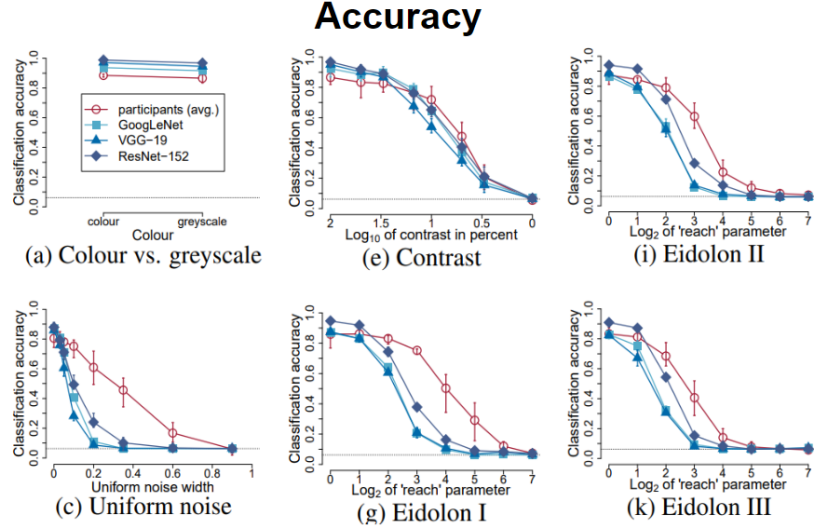 Accuracy
Classification accuracy
0.0 0.2 0.4 0.6 0.8 1.0
participants (avg.)
GoogLeNet
VGG-19
ResNet-152
colour greyscale
Colour
(a) Colour vs. greyscale
Classification accuracy
0.0 0.2 0.4 0.6 0.8 1.0
2 1.5 1 0.5 0
Log10 of contrast in percent
(e) Contrast
Classification accuracy
0.0 0.2 0.4 0.6 0.8 1.0
0 1 2 3 4 5 6 7
Log2 of 'reach' parameter
(i) Eidolon II
Classification accuracy
0.0 0.2 0.4 0.6 0.8 1.0
0 0.2 0.4 0.6 0.8 1
Uniform noise width
(c) Uniform noise
Classification accuracy
0.0 0.2 0.4 0.6 0.8 1.0
0 1 2 3 4 5 6 7
Log2 of 'reach' parameter
(g) Eidolon I
Classification accuracy
0.0 0.2 0.4 0.6 0.8 1.0
0 1 2 3 4 5 6 7
Log2 of 'reach' parameter
(k) Eidolon III